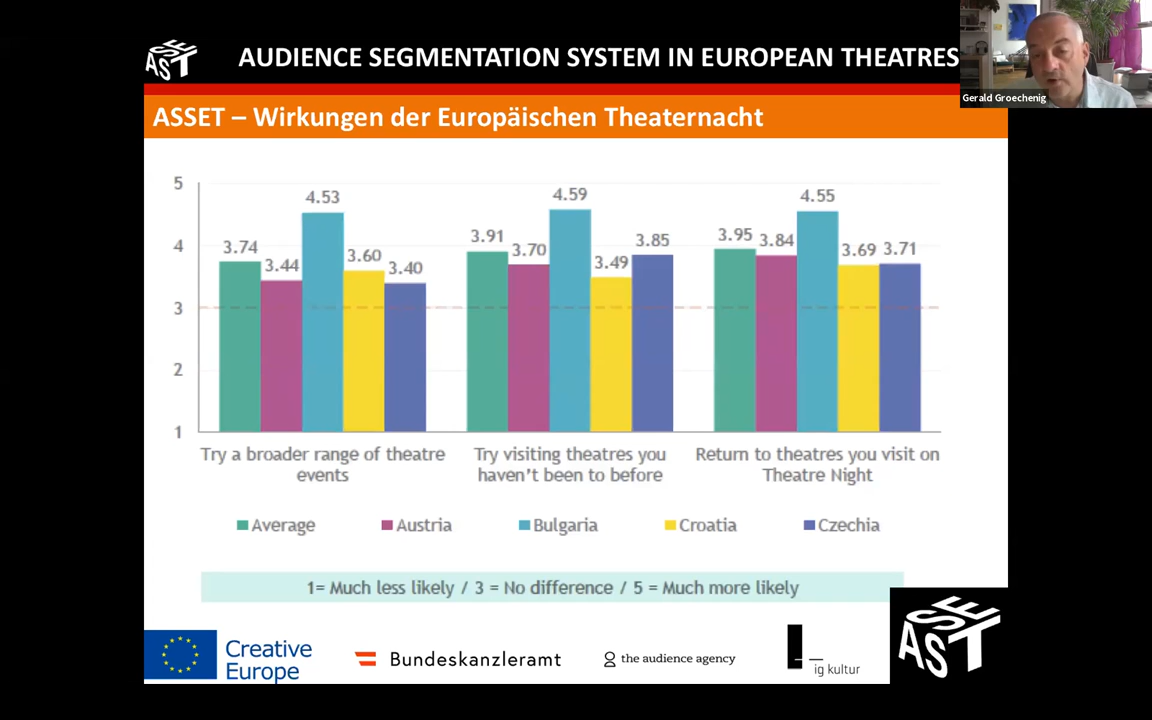 ASSET
AUDIENCE SEGMENTATION SYSTEM IN EUROPEAN THEATRES
Gerald Groechenig
ASSET – Wirkungen der Europäischen Theaternacht
5
4
3
2
1
3.74
3.44
4.53
3.60
3.40
3.91
3.70
4.59
3.49
3.85
3.95
3.84
4.55
3.69
3.71
Try a broader range of theatre
events
Try visiting theatres you
haven't been to before
Return to theatres you visit on
Theatre Night
Average Austria Bulgaria Croatia Czechia
1= Much less likely / 3 = No difference / 5 = Much more likely
Creative
Europe
Bundeskanzleramt
the audience agency
ig kultur
ASSET